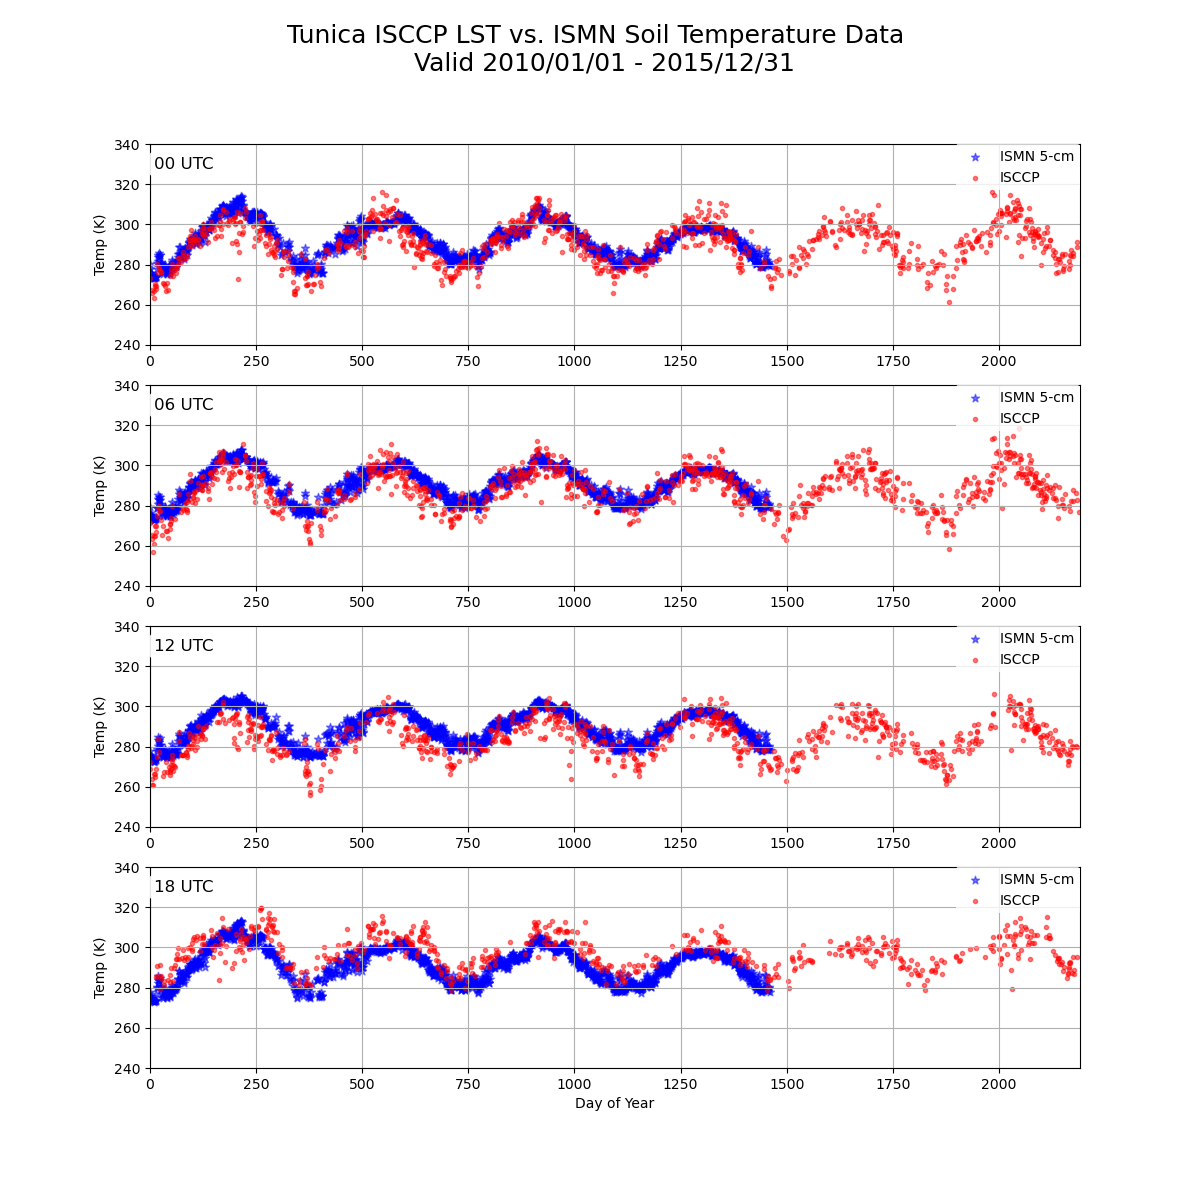 Tunica ISCCP LST vs. ISMN Soil Temperature Data
Valid 2010/01/01 - 2015/12/31
340
320
300
280
260
240
Temp (K)
00 UTC
ISMN 5-cm
ISCCP
0 250 500 750 1000 1250 1500 1750 2000
340
320
300
280
260
240
Temp (K)
06 UTC
ISMN 5-cm
ISCCP
0 250 500 750 1000 1250 1500 1750 2000
340
320
300
280
260
240
Temp (K)
12 UTC
ISMN 5-cm
ISCCP
0 250 500 750 1000 1250 1500 1750 2000
340
320
300
280
260
240
Temp (K)
18 UTC
ISMN 5-cm
ISCCP
0 250 500 750 1000 1250 1500 1750 2000
Day of Year